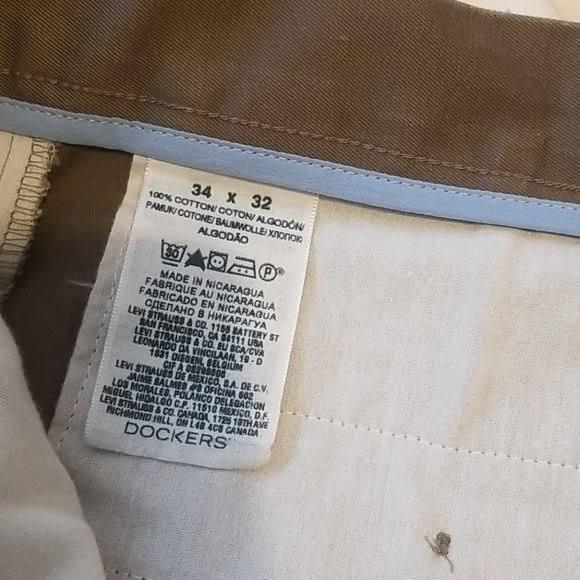 34 x 32
100% COTTON/ COTON/ ALGODÓN/
PAMUK/ COTONE/ BAUMWOLLE/ ХЛОПОК/
ALGODÃO
50
P
MADE IN NICARAGUA
FABRIQUE AU NICARAGUA
FABRICADO EN NICARAGUA
СДЕЛАНО В НИКАРАГУА
LEVI STRAUSS & CO. 1155 BATTERY ST
SAN FRANCISCO, CA 94111 USA
LEVI STRAUSS & CO. EU BCA/CVA
LEONARDO DA VINCILAAN, 19 - D
1831 DIEGEM, BELGIUM
CIF A
LEVI STRAUSS DE MEXICO, S.A. DE C.V.
JAIME BALMES #8 OFICINA 602
LOS MORALES, POLANCO DELEGACION
MIGUEL HIDALGO C.P. 11510 MEXICO, D.F.
LEVI STRAUSS & CO. CANADA, 1725 16TH AVE
RICHMOND HILL, ON L4B 4C6 CANADA
DOCKERS®